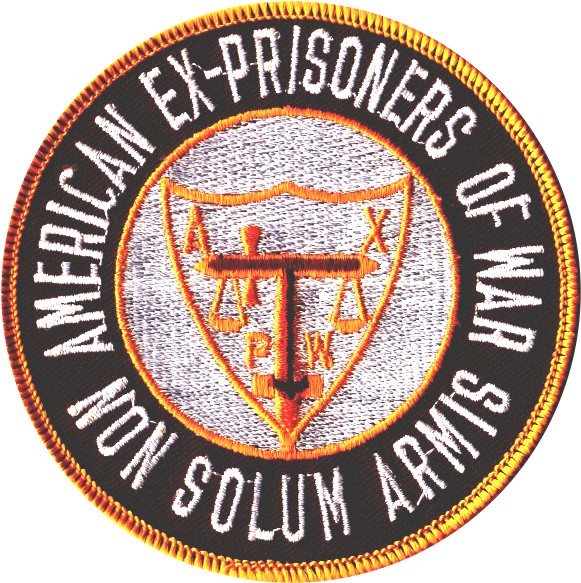 AMERICAN EX-PRISONERS OF WAR
A X
P W
NON SOLUM ARMIS